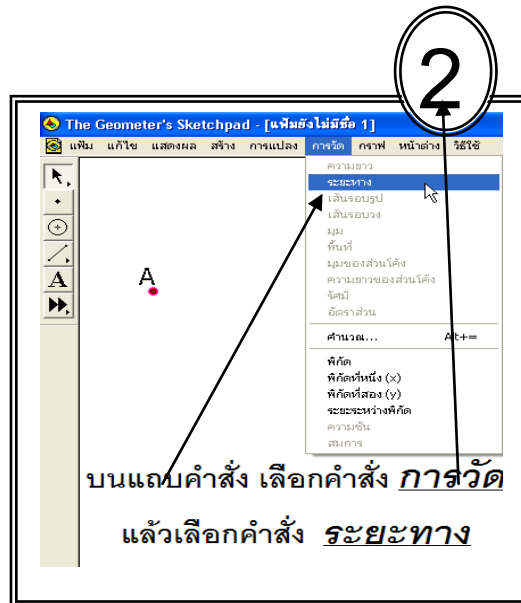 2
The Geometer's Sketchpad - [แฟ้มยังไม่มีชื่อ 1]
แฟ้ม แก้ไข แสดงผล สร้าง การแปลง การวัด กราฟ หน้าต่าง วิธีใช้
ความยาว
ระยะทาง
เส้นรอบรูป
เส้นรอบวง
มุม
พื้นที่
มุมของส่วนโค้ง
ความยาวของส่วนโค้ง
รัศมี
อัตราส่วน
คำนวณ... Alt+=
พิกัด
พิกัดที่หนึ่ง (x)
พิกัดที่สอง (y)
ระยะระหว่างพิกัด
ความชัน
สมการ
A
A
บนแถบคำสั่ง เลือกคำสั่ง การวัด
แล้วเลือกคำสั่ง ระยะทาง